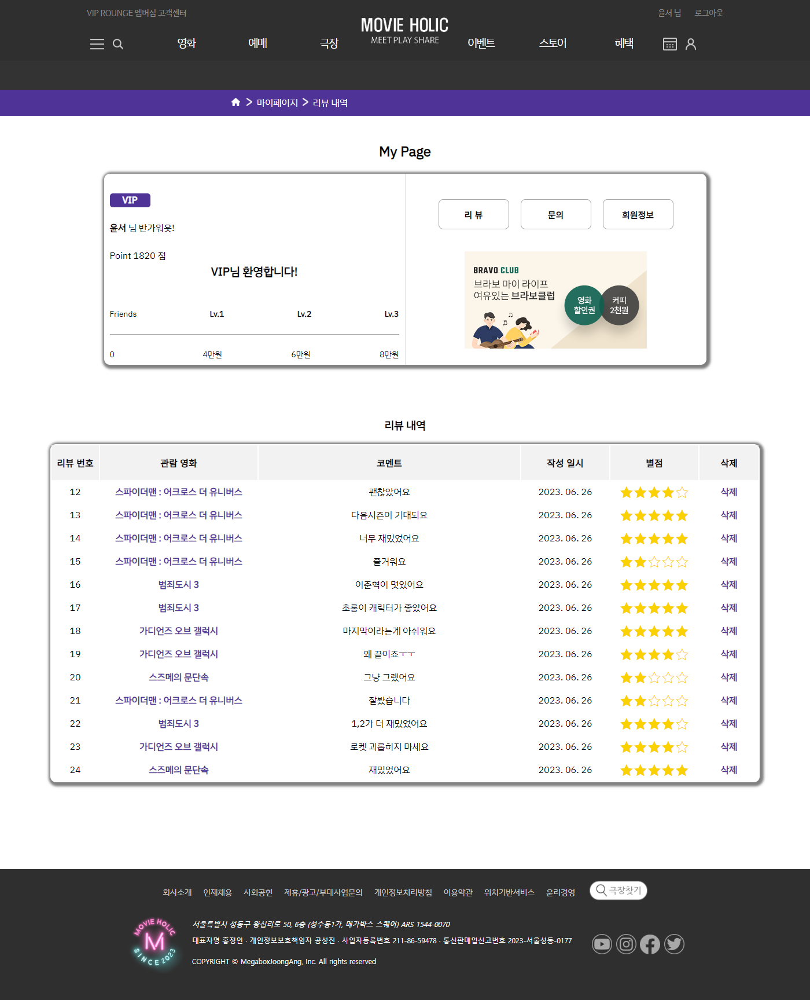 VIP ROUNGE 멤버십 고객센터
윤서 님 로그아웃
MOVIE HOLIC
MEET PLAY SHARE
영화 예매 극장 이벤트 스토어 혜택
마이페이지 리뷰 내역
My Page
VIP
윤서 님 반가워욧!
Point 1820 점
VIP님 환영합니다!
Friends Lv.1 Lv.2 Lv.3
0 4만원 6만원 8만원
리 뷰 문의 회원정보
BRAVO CLUB
브라보 마이 라이프
여유있는 브라보클럽
영화 할인권
커피 2천원
리뷰 내역
리뷰 번호 관람 영화 코멘트 작성 일시 별점 삭제
12 스파이더맨 : 어크로스 더 유니버스 괜찮았어요 2023. 06. 26 ★★★★☆ 삭제
13 스파이더맨 : 어크로스 더 유니버스 다음시즌이 기대되요 2023. 06. 26 ★★★★★ 삭제
14 스파이더맨 : 어크로스 더 유니버스 너무 재밌었어요 2023. 06. 26 ★★★★★ 삭제
15 스파이더맨 : 어크로스 더 유니버스 즐거워요 2023. 06. 26 ★★☆☆☆ 삭제
16 범죄도시 3 이준혁이 멋있어요 2023. 06. 26 ★★★★★ 삭제
17 범죄도시 3 초롱이 캐릭터가 좋았어요 2023. 06. 26 ★★★★★ 삭제
18 가디언즈 오브 갤럭시 마지막이라는게 아쉬워요 2023. 06. 26 ★★★★★ 삭제
19 가디언즈 오브 갤럭시 왜 끝이죠ㅜㅜ 2023. 06. 26 ★★★★☆ 삭제
20 스즈메의 문단속 그냥 그랬어요 2023. 06. 26 ★★☆☆☆ 삭제
21 스파이더맨 : 어크로스 더 유니버스 잘봤습니다 2023. 06. 26 ★★☆☆☆ 삭제
22 범죄도시 3 1,2가 더 재밌었어요 2023. 06. 26 ★★★★☆ 삭제
23 가디언즈 오브 갤럭시 로켓 괴롭히지 마세요 2023. 06. 26 ★★★★☆ 삭제
24 스즈메의 문단속 재밌었어요 2023. 06. 26 ★★★★★ 삭제
회사소개 인재채용 사회공헌 제휴/광고/부대사업문의 개인정보처리방침 이용약관 위치기반서비스 윤리경영 극장찾기
MOVIE HOLIC
M
SINCE 2023
서울특별시 성동구 왕십리로 50, 6층 (성수동1가, 메가박스 스퀘어) ARS 1544-0070
대표자명 홍정인 · 개인정보보호책임자 공성진 · 사업자등록번호 211-86-59478 · 통신판매업신고번호 2023-서울성동-0177
COPYRIGHT © MegaboxJoongAng, Inc. All rights reserved